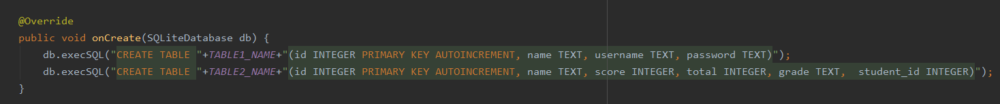 @Override
public void onCreate(SQLiteDatabase db) {
db.execSQL("CREATE TABLE "+TABLE1_NAME+"(id INTEGER PRIMARY KEY AUTOINCREMENT, name TEXT, username TEXT, password TEXT)");
db.execSQL("CREATE TABLE "+TABLE2_NAME+"(id INTEGER PRIMARY KEY AUTOINCREMENT, name TEXT, score INTEGER, total INTEGER, grade TEXT,  student_id INTEGER)");
}